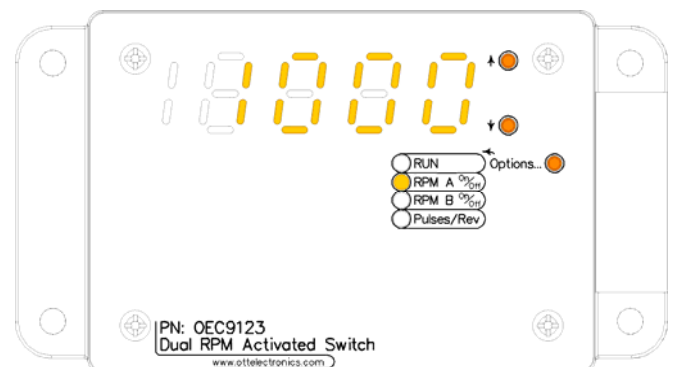 1000
RUN Options...
RPM A On/Off
RPM B On/Off
Pulses/Rev
PN: OEC9123
Dual RPM Activated Switch
www.ottelectronics.com